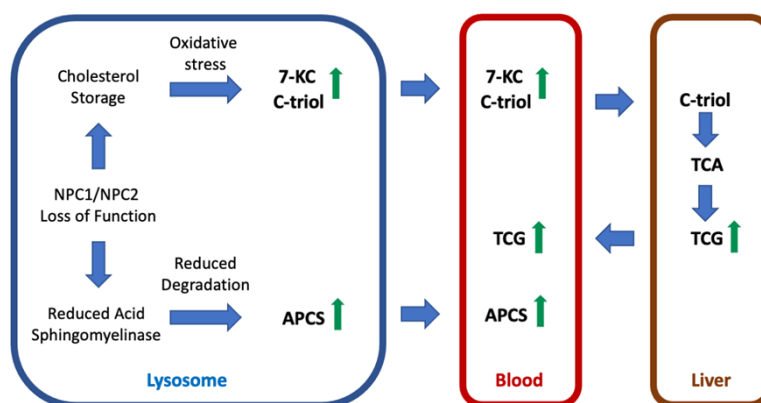 Oxidative
stress
Cholesterol
Storage
7-KC
C-triol
NPC1/NPC2
Loss of Function
Reduced
Degradation
Reduced Acid
Sphingomyelinase
APCS
Lysosome
7-KC
C-triol
TCG
APCS
Blood
C-triol
TCA
TCG
Liver